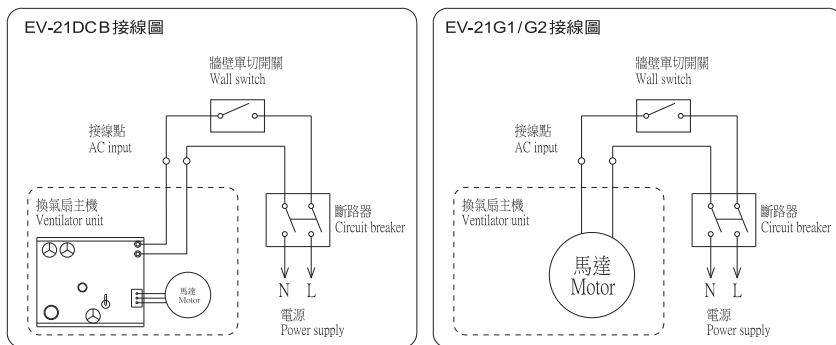 EV-21DCB接線圖
牆壁單切開關
Wall switch
接線點
AC input
換氣扇主機
Ventilator unit
斷路器
Circuit breaker
馬達
Motor
N L
電源
Power supply
EV-21G1/G2接線圖
牆壁單切開關
Wall switch
接線點
AC input
換氣扇主機
Ventilator unit
斷路器
Circuit breaker
馬達
Motor
N L
電源
Power supply